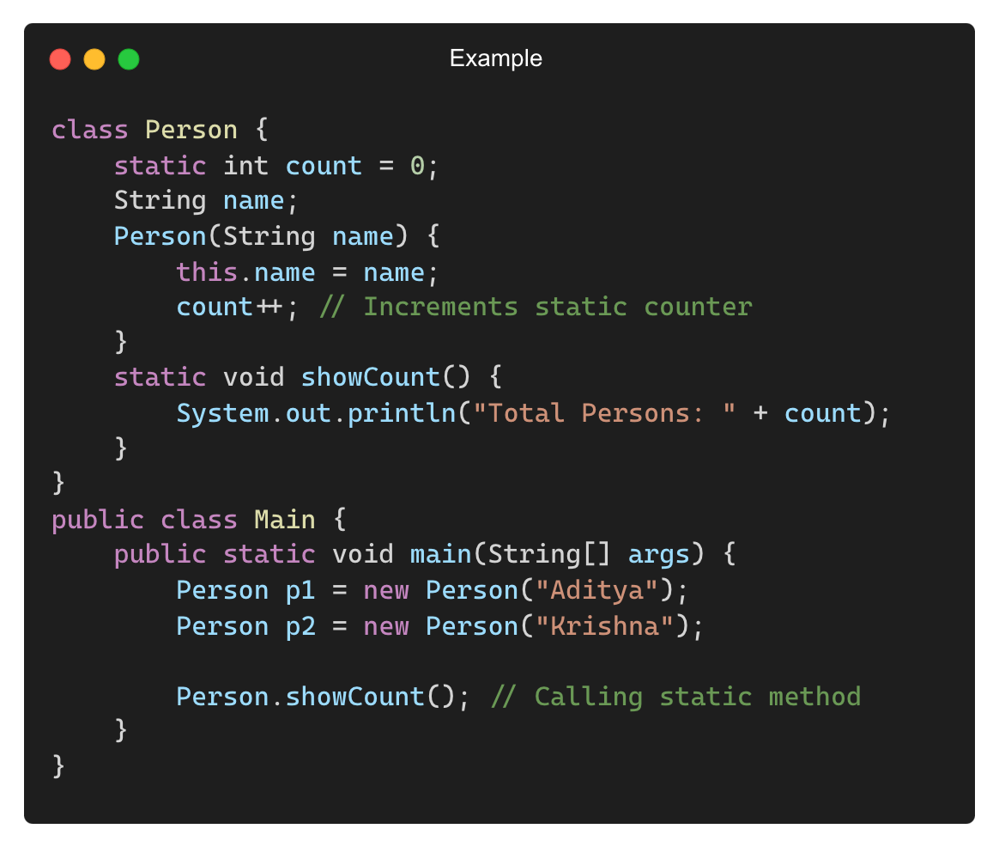 Example
class Person {
    static int count = 0;
    String name;
    Person(String name) {
        this.name = name;
        count++; // Increments static counter
    }
    static void showCount() {
        System.out.println("Total Persons: " + count);
    }
}
public class Main {
    public static void main(String[] args) {
        Person p1 = new Person("Aditya");
        Person p2 = new Person("Krishna");

        Person.showCount(); // Calling static method
    }
}